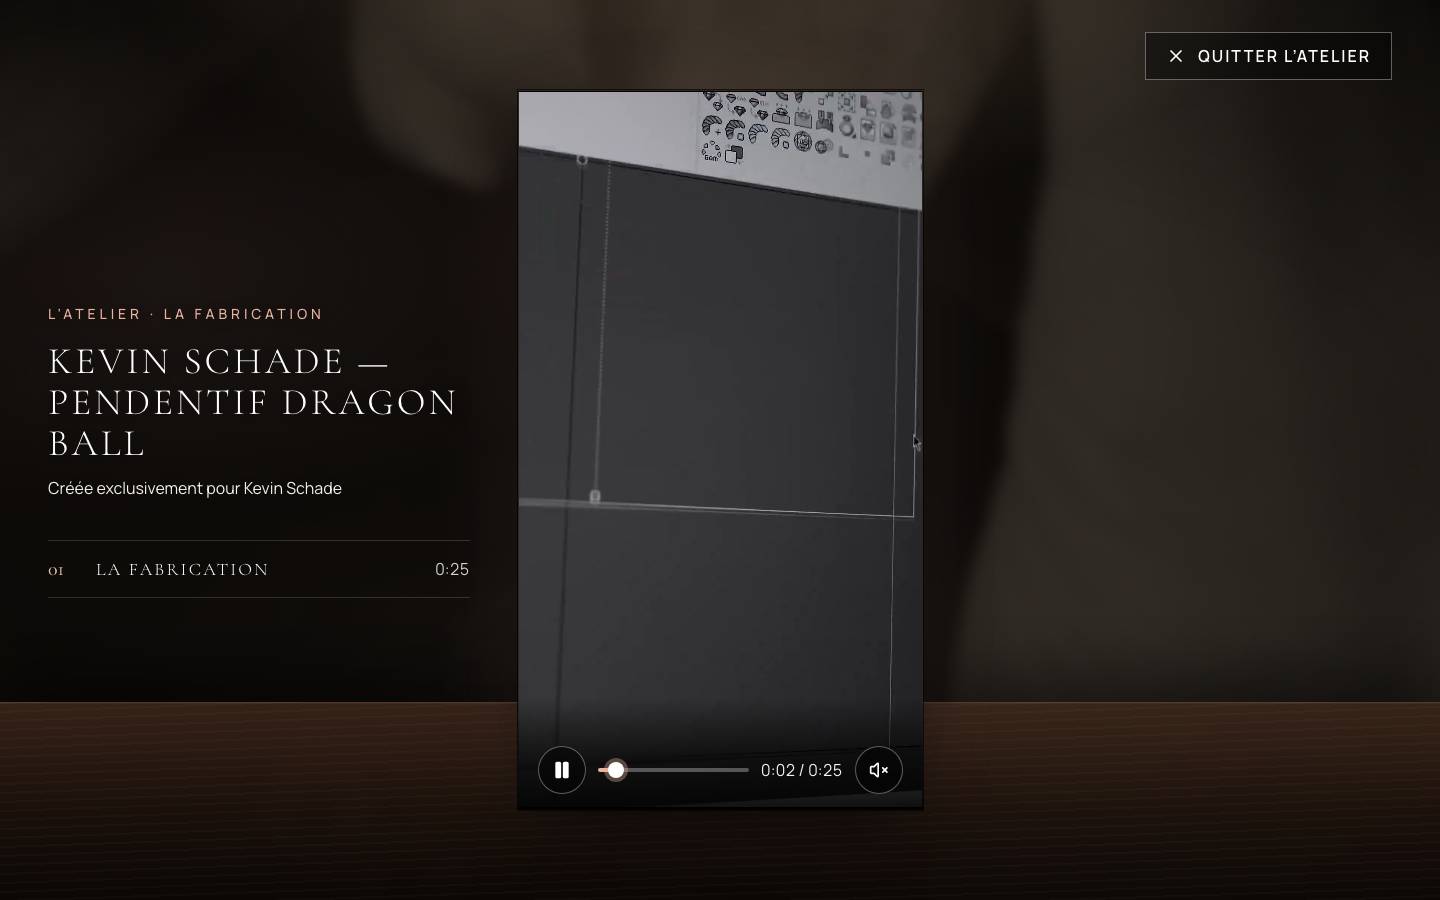 QUITTER L'ATELIER
L'ATELIER · LA FABRICATION
KEVIN SCHADE —
PENDENTIF DRAGON
BALL
Créée exclusivement pour Kevin Schade
01 LA FABRICATION 0:25
0:02 / 0:25